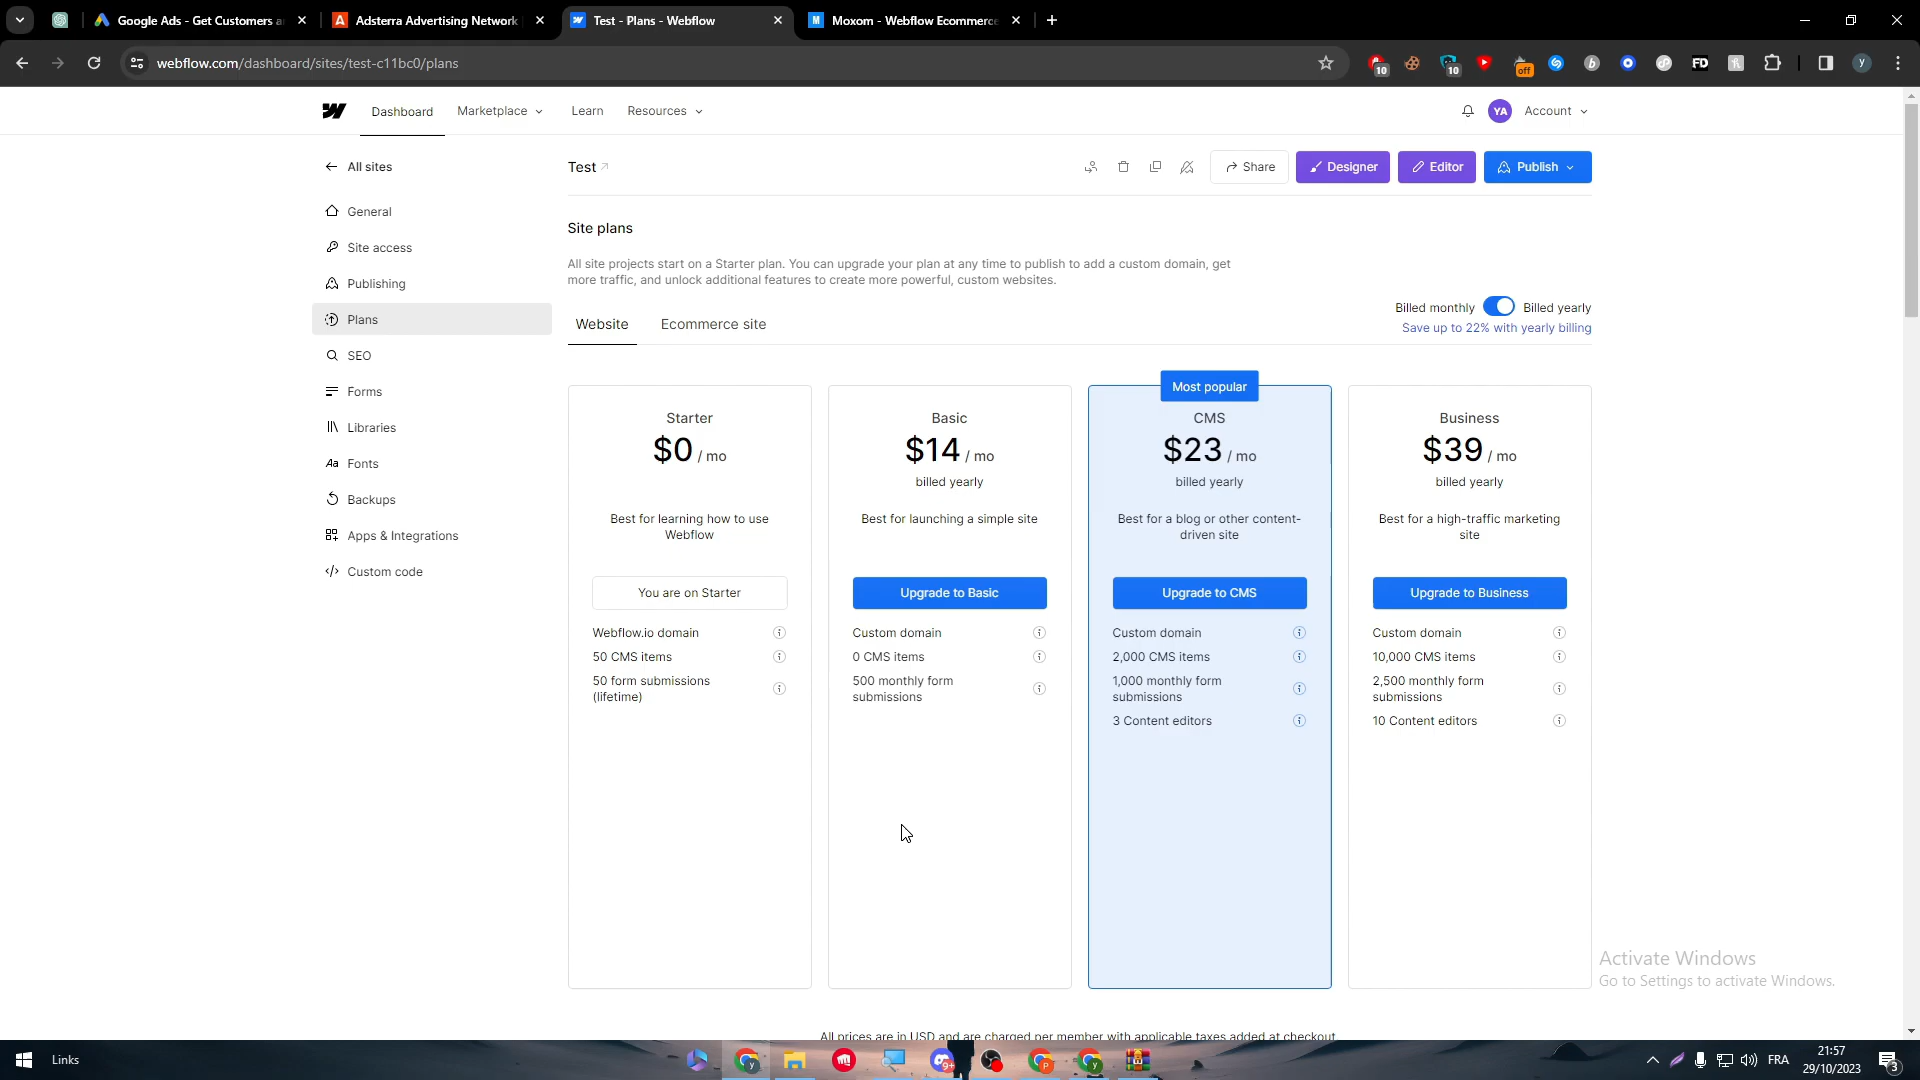 Google Ads - Get Customers a
Adsterra Advertising Network
Test - Plans - Webflow
Moxom - Webflow Ecommerce
webflow.com/dashboard/sites/test-c11bc0/plans
10
10
off
b
FD
y
Dashboard
Marketplace
Learn
Resources
YA
Account
All sites
Test
Share
Designer
Editor
Publish
General
Site access
Publishing
Plans
SEO
Forms
Libraries
Aa Fonts
Backups
Apps & Integrations
Custom code
Site plans
All site projects start on a Starter plan. You can upgrade your plan at any time to publish to add a custom domain, get
more traffic, and unlock additional features to create more powerful, custom websites.
Billed monthly
Billed yearly
Save up to 22% with yearly billing
Website
Ecommerce site
Starter
$0 / mo
Best for learning how to use
Webflow
You are on Starter
Webflow.io domain
50 CMS items
50 form submissions
(lifetime)
Basic
$14 / mo
billed yearly
Best for launching a simple site
Upgrade to Basic
Custom domain
0 CMS items
500 monthly form
submissions
Most popular
CMS
$23 / mo
billed yearly
Best for a blog or other content-
driven site
Upgrade to CMS
Custom domain
2,000 CMS items
1,000 monthly form
submissions
3 Content editors
Business
$39 / mo
billed yearly
Best for a high-traffic marketing
site
Upgrade to Business
Custom domain
10,000 CMS items
2,500 monthly form
submissions
10 Content editors
All prices are in USD and are charged per member with applicable taxes added at checkout
Activate Windows
Go to Settings to activate Windows.
Links
9+
FRA
21:57
29/10/2023
3